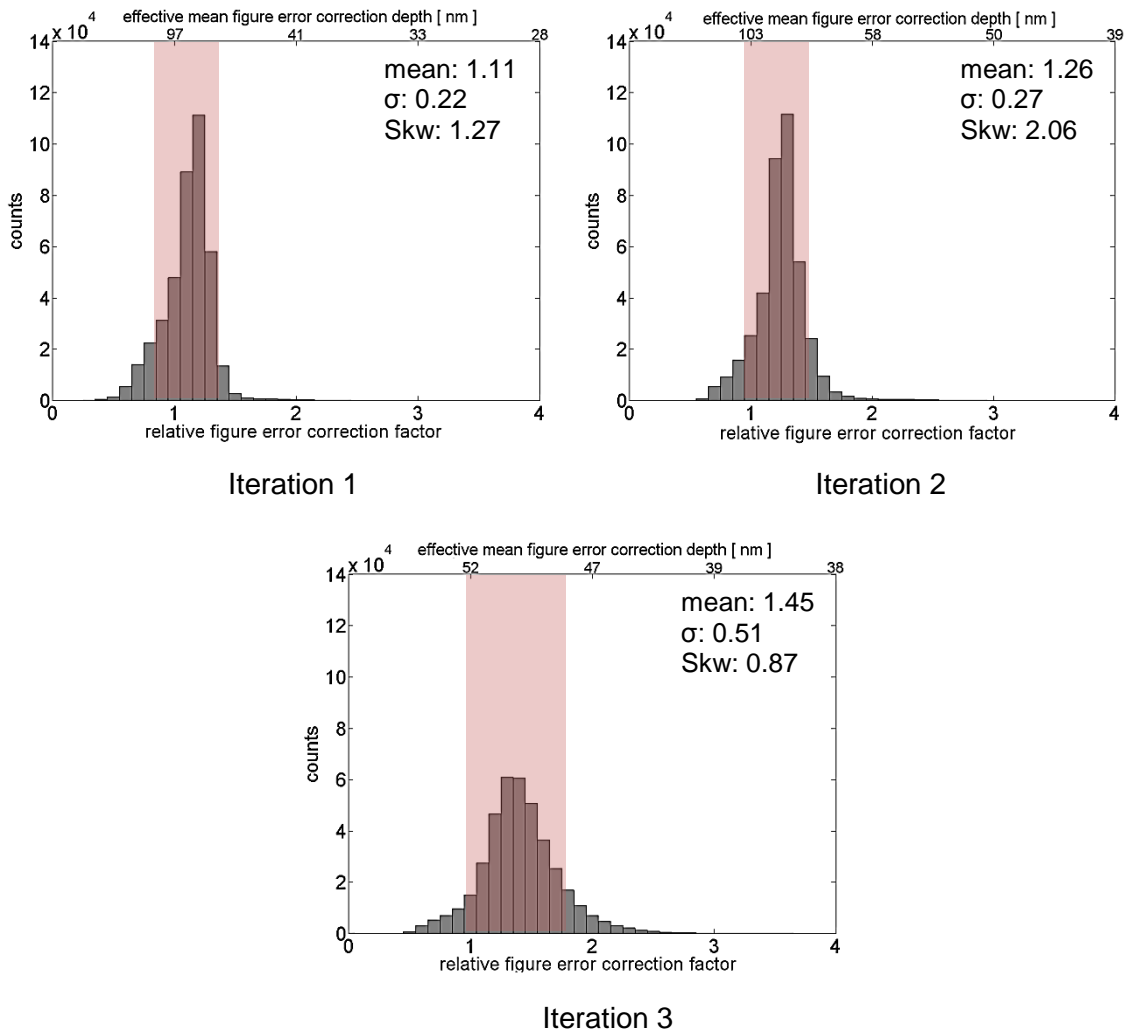 effective mean figure error correction depth [ nm ]
97 41 33 28
x 10^4
14
12
10
8
6
4
2
0
counts
mean: 1.11
σ: 0.22
Skw: 1.27
0 1 2 3 4
relative figure error correction factor
Iteration 1
effective mean figure error correction depth [ nm ]
103 58 50 39
x 10^4
14
12
10
8
6
4
2
0
counts
mean: 1.26
σ: 0.27
Skw: 2.06
0 1 2 3 4
relative figure error correction factor
Iteration 2
effective mean figure error correction depth [ nm ]
52 47 39 38
x 10^4
14
12
10
8
6
4
2
0
counts
mean: 1.45
σ: 0.51
Skw: 0.87
0 1 2 3 4
relative figure error correction factor
Iteration 3